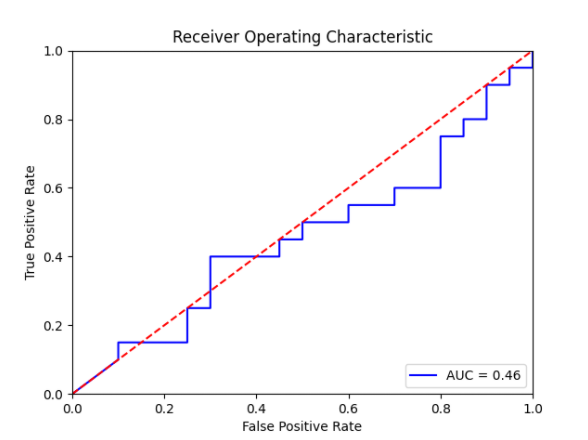 Receiver Operating Characteristic
1.0
0.8
0.6
0.4
0.2
0.0
True Positive Rate
AUC = 0.46
0.0 0.2 0.4 0.6 0.8 1.0
False Positive Rate